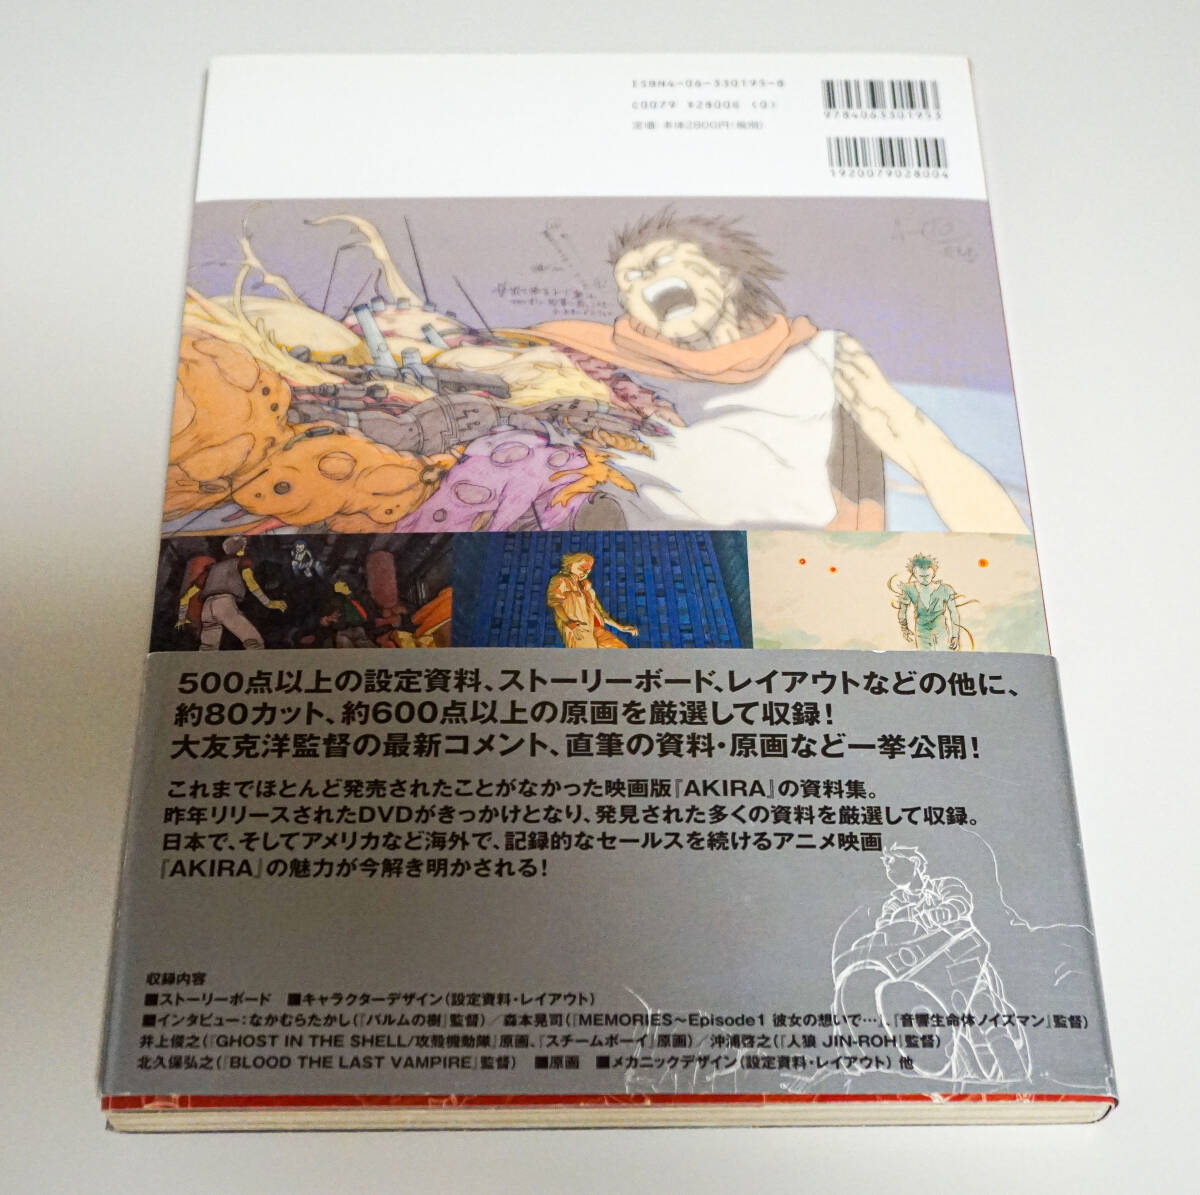 ISBN4-06-330195-8
C0079 ¥2800E (0)
定価:本体2800円(税別)
9784063301953
1920079028004
500点以上の設定資料、ストーリーボード、レイアウトなどの他に、
約80カット、約600点以上の原画を厳選して収録!
大友克洋監督の最新コメント、直筆の資料・原画など一挙公開!
これまでほとんど発売されたことがなかった映画版『AKIRA』の資料集。
昨年リリースされたDVDがきっかけとなり、発見された多くの資料を厳選して収録。
日本で、そしてアメリカなど海外で、記録的なセールスを続けるアニメ映画
『AKIRA』の魅力が今解き明かされる!
収録内容
■ストーリーボード ■キャラクターデザイン(設定資料・レイアウト)
■インタビュー:なかむらたかし(『パルムの樹』監督)/森本晃司(『MEMORIES〜Episode1 彼女の想いで…』、『音響生命体ノイズマン』監督)
井上俊之(『GHOST IN THE SHELL/攻殻機動隊』原画、『スチームボーイ』原画)/沖浦啓之(『人狼 JIN-ROH』監督)
北久保弘之(『BLOOD THE LAST VAMPIRE』監督) ■原画 ■メカニックデザイン(設定資料・レイアウト) 他